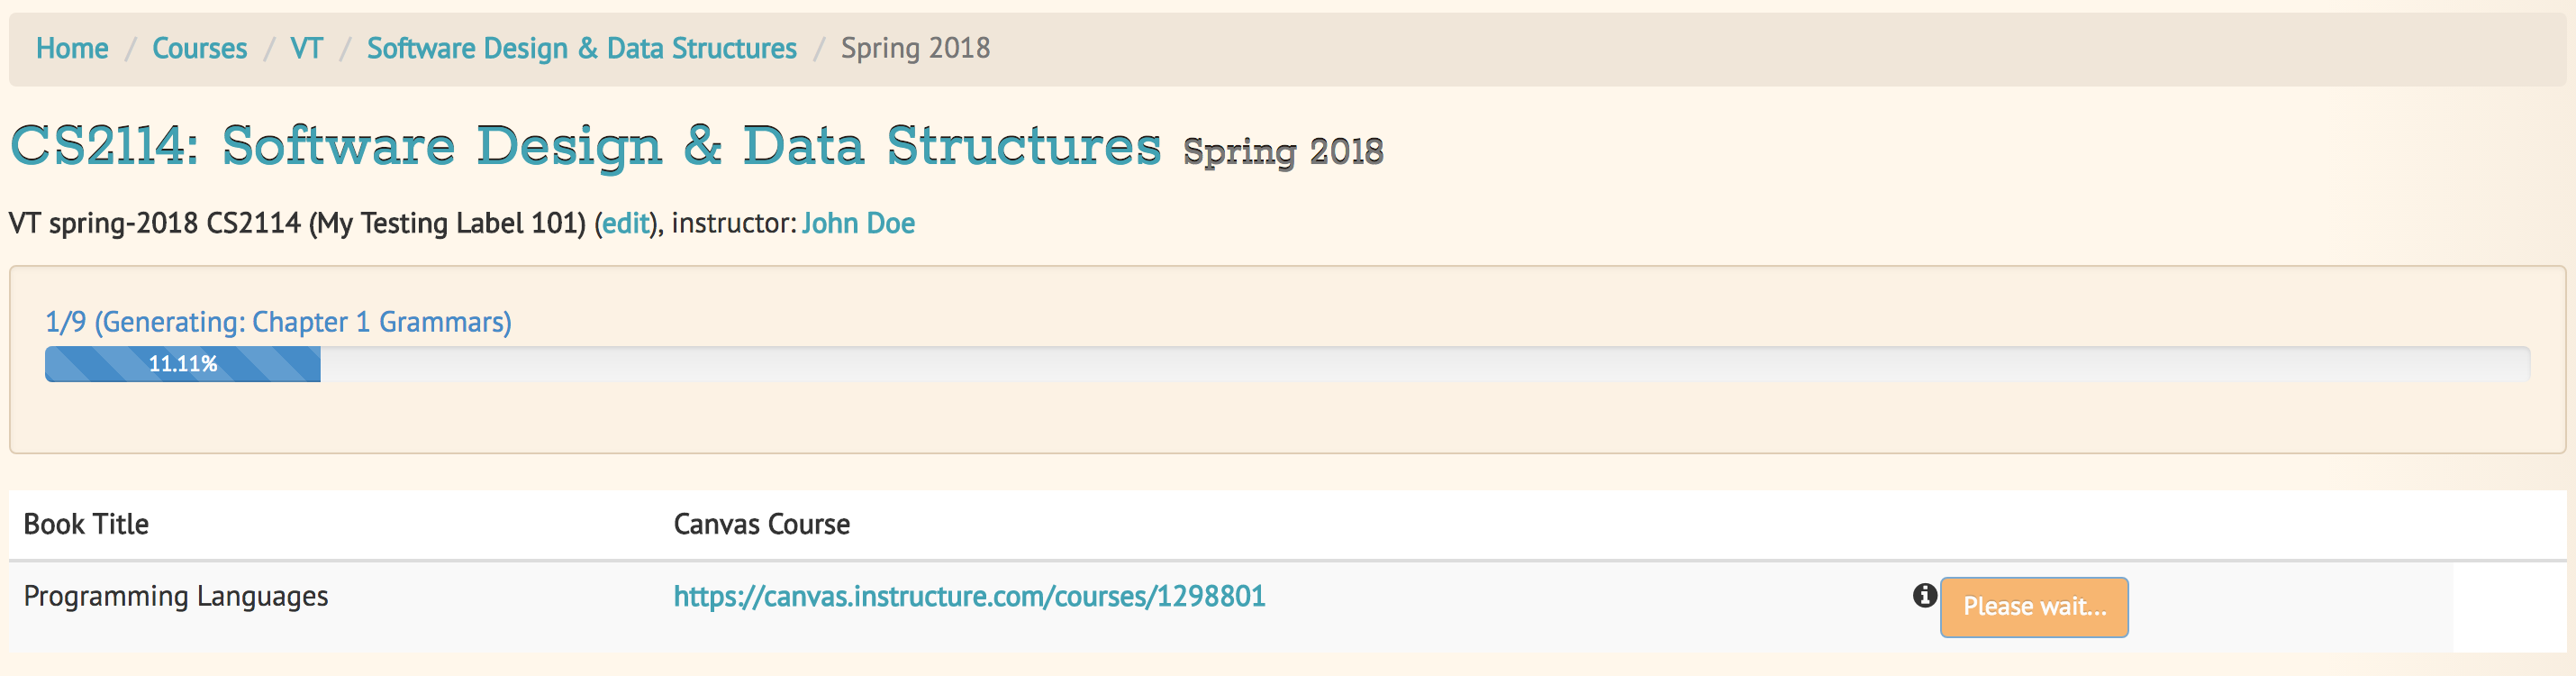 Home / Courses / VT / Software Design & Data Structures / Spring 2018
CS2114: Software Design & Data Structures Spring 2018
VT spring-2018 CS2114 (My Testing Label 101) (edit), instructor: John Doe
1/9 (Generating: Chapter 1 Grammars)
11.11%
Book Title Canvas Course
Programming Languages https://canvas.instructure.com/courses/1298801 Please wait...